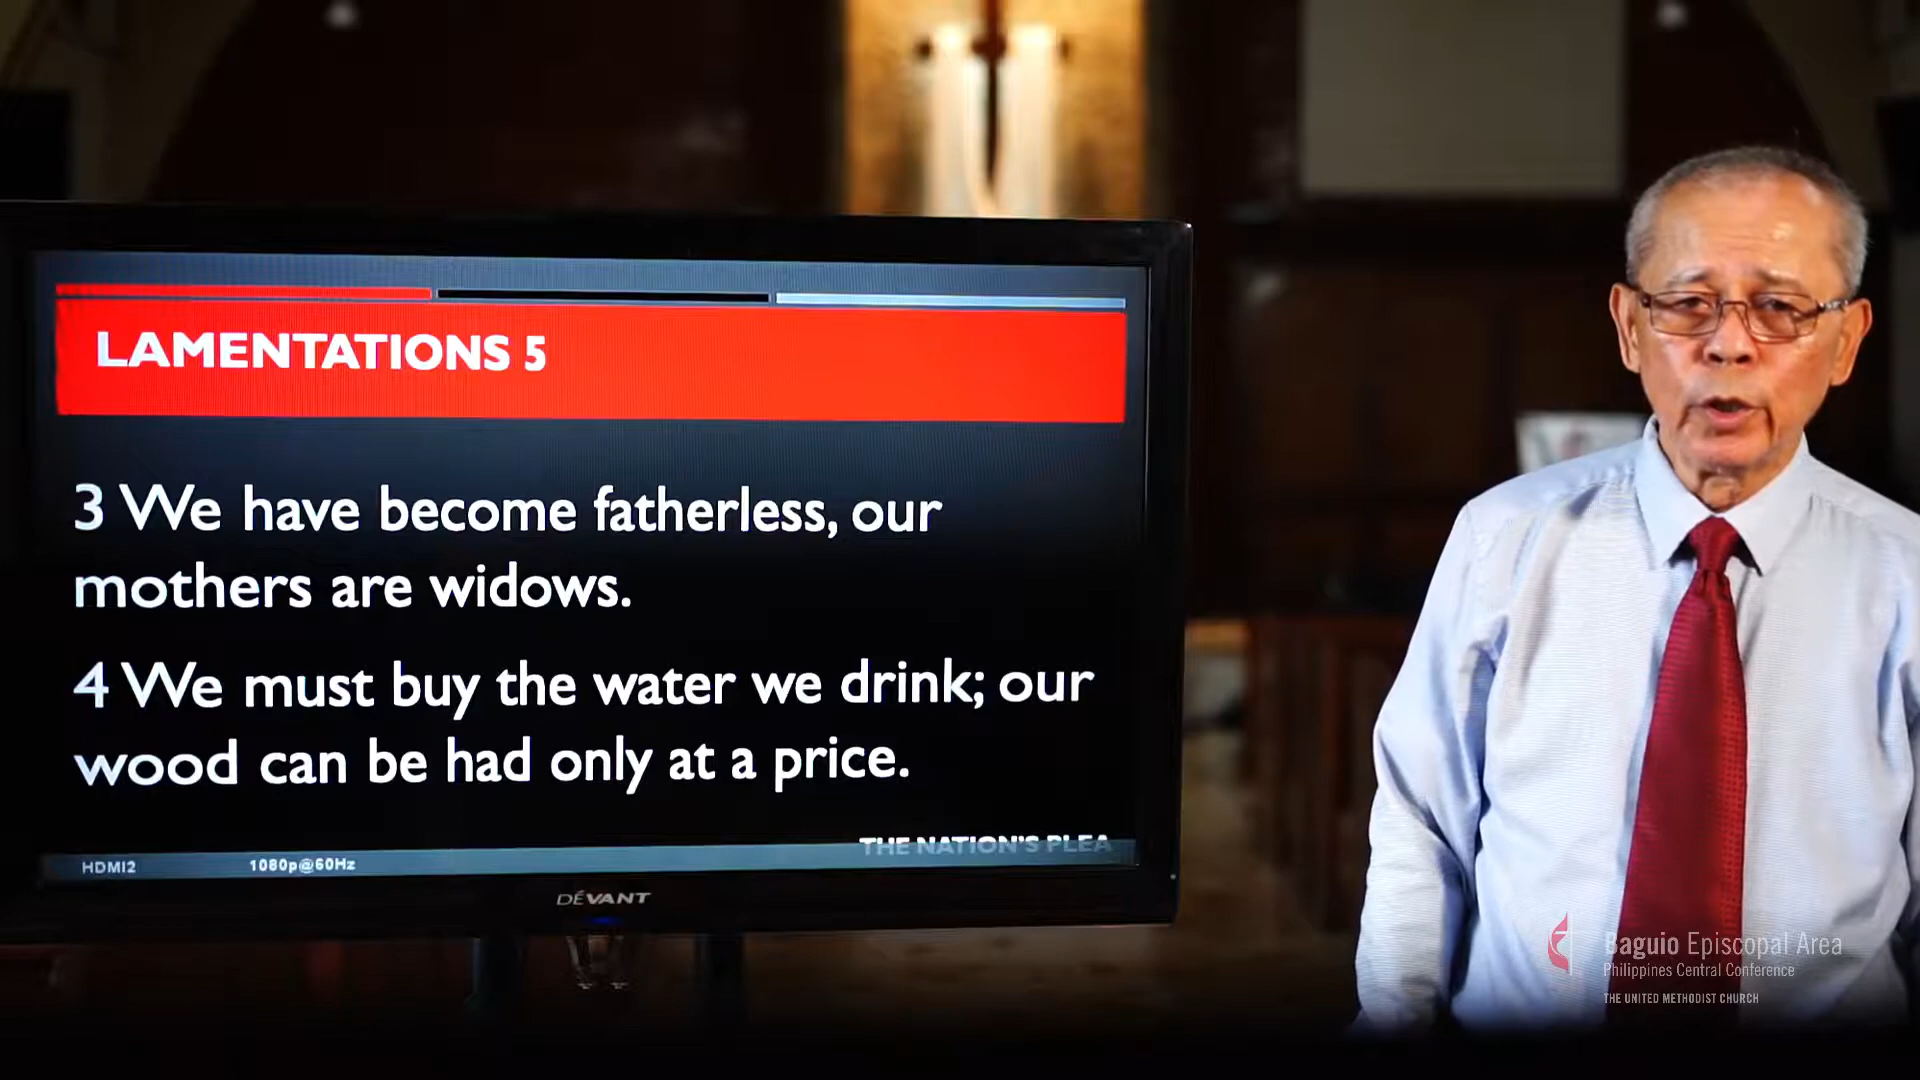 LAMENTATIONS 5
3 We have become fatherless, our
mothers are widows.
4 We must buy the water we drink; our
wood can be had only at a price.
THE NATION'S PLEA
HDMI2 1080p@60Hz
DÉVANT
Baguio Episcopal Area
Philippines Central Conference
THE UNITED METHODIST CHURCH